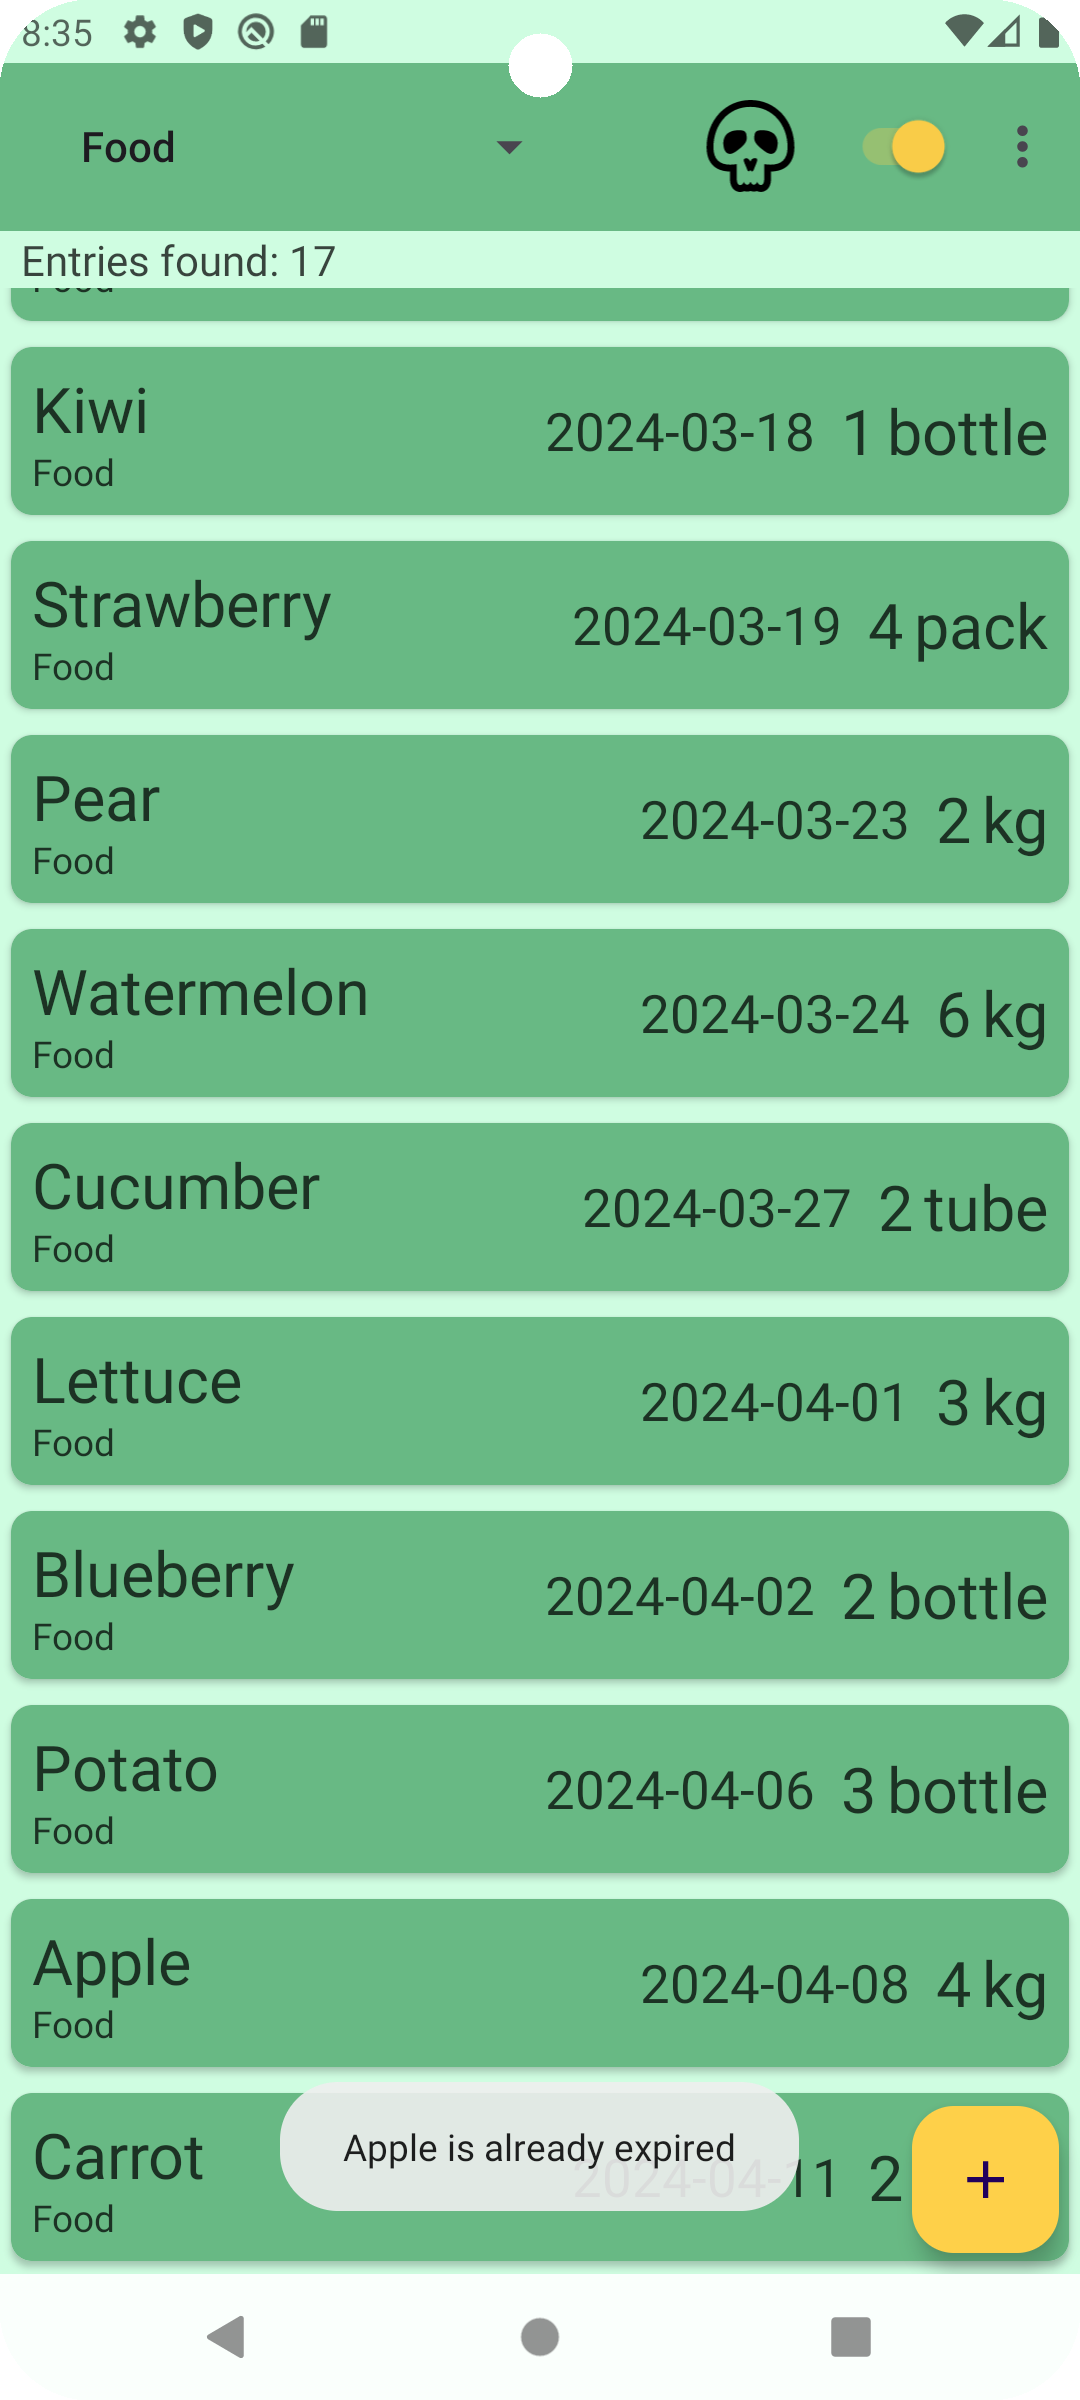 8:35
Food
Entries found: 17
Food
Kiwi
Food
2024-03-18 1 bottle
Strawberry
Food
2024-03-19 4 pack
Pear
Food
2024-03-23 2 kg
Watermelon
Food
2024-03-24 6 kg
Cucumber
Food
2024-03-27 2 tube
Lettuce
Food
2024-04-01 3 kg
Blueberry
Food
2024-04-02 2 bottle
Potato
Food
2024-04-06 3 bottle
Apple
Food
2024-04-08 4 kg
Carrot
Food
2024-04-11 2
Apple is already expired